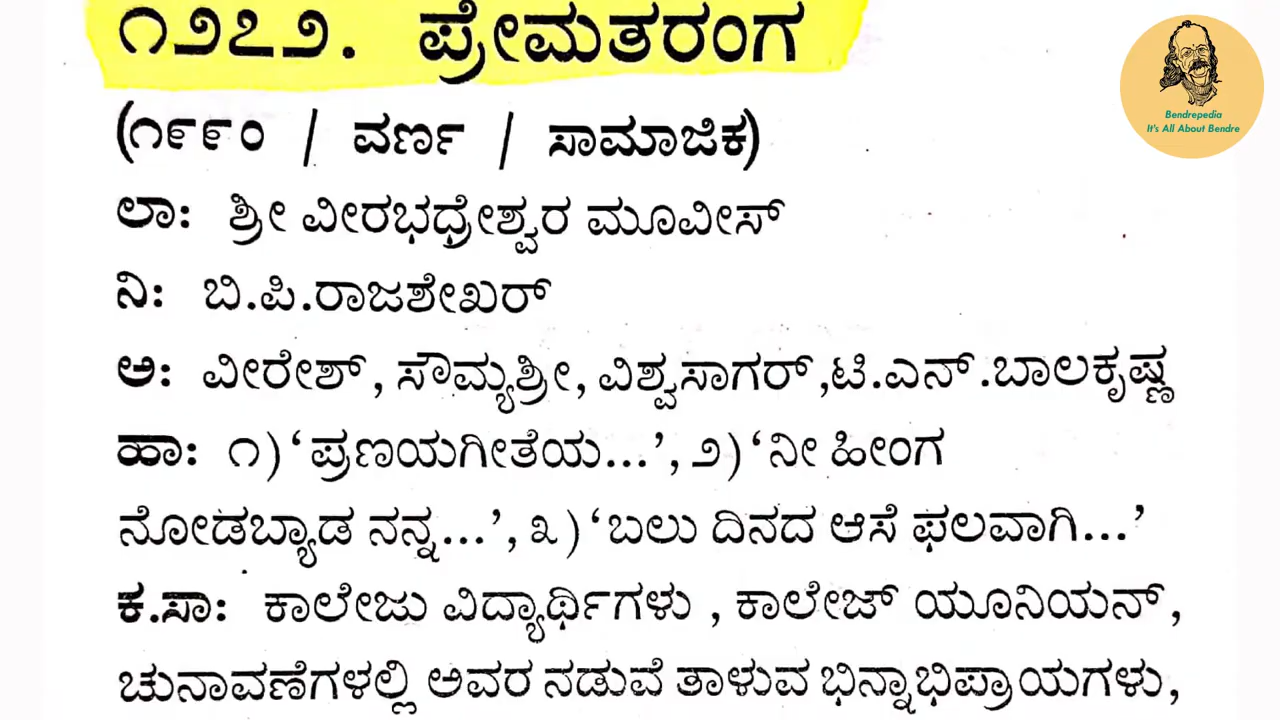 ೧೨೭೨. ಪ್ರೇಮತರಂಗ
(೧೯೯೦ / ವರ್ಣ / ಸಾಮಾಜಿಕ)
ಲಾ: ಶ್ರೀ ವೀರಭಧ್ರೇಶ್ವರ ಮೂವೀಸ್
ನಿ: ಬಿ.ಪಿ.ರಾಜಶೇಖರ್
ಅ: ವೀರೇಶ್, ಸೌಮ್ಯಶ್ರೀ, ವಿಶ್ವಸಾಗರ್,ಟಿ.ಎನ್.ಬಾಲಕೃಷ್ಣ
ಹಾ: ೧)‘ಪ್ರಣಯಗೀತೆಯ...’, ೨)‘ನೀ ಹೀಂಗ
ನೋಡಬ್ಯಾಡ ನನ್ನ...’, ೩)‘ಬಲು ದಿನದ ಆಸೆ ಫಲವಾಗಿ...’
ಕ.ಸಾ: ಕಾಲೇಜು ವಿದ್ಯಾರ್ಥಿಗಳು , ಕಾಲೇಜ್ ಯೂನಿಯನ್,
ಚುನಾವಣೆಗಳಲ್ಲಿ ಅವರ ನಡುವೆ ತಾಳುವ ಭಿನ್ನಾಭಿಪ್ರಾಯಗಳು,
Bendrepedia
It's All About Bendre